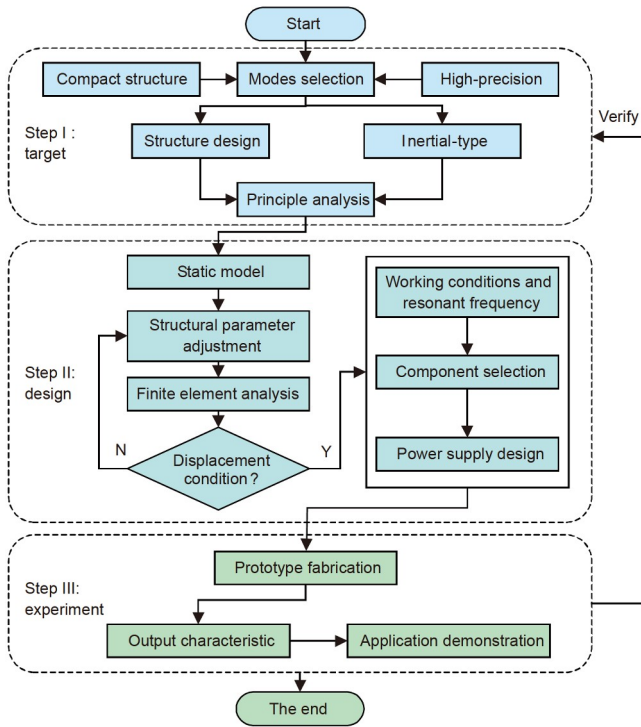 Start
Compact structure
Modes selection
High-precision
Verify
Step I :
target
Structure design
Inertial-type
Principle analysis
Static model
Working conditions and
resonant frequency
Structural parameter
adjustment
Step II:
design
Finite element analysis
Component selection
N
Displacement
condition?
Y
Power supply design
Step III:
experiment
Prototype fabrication
Output characteristic
Application demonstration
The end